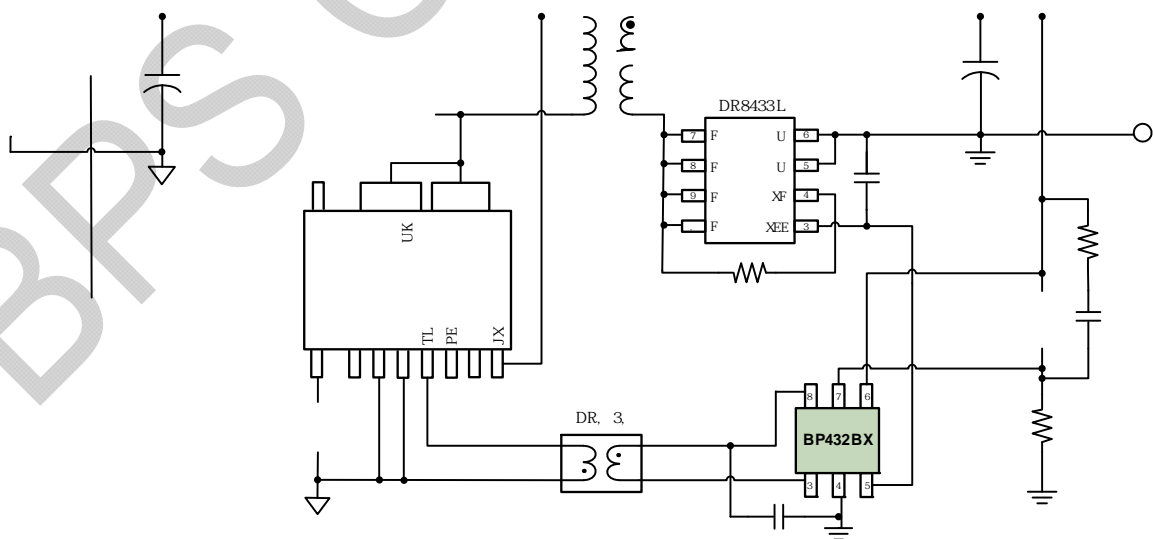 BPS
DR8433L
7 F U 6
8 F U 5
9 F XF 4
. F XEE 3
UK
TL
PE
JX
DR, 3,
8 7 6
BP432BX
3 4 5